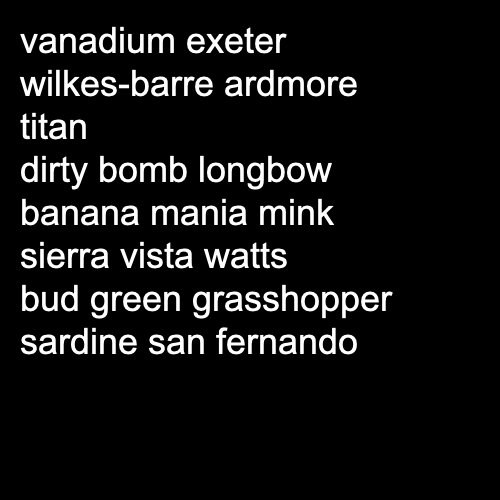 vanadium exeter
wilkes-barre ardmore
titan
dirty bomb longbow
banana mania mink
sierra vista watts
bud green grasshopper
sardine san fernando